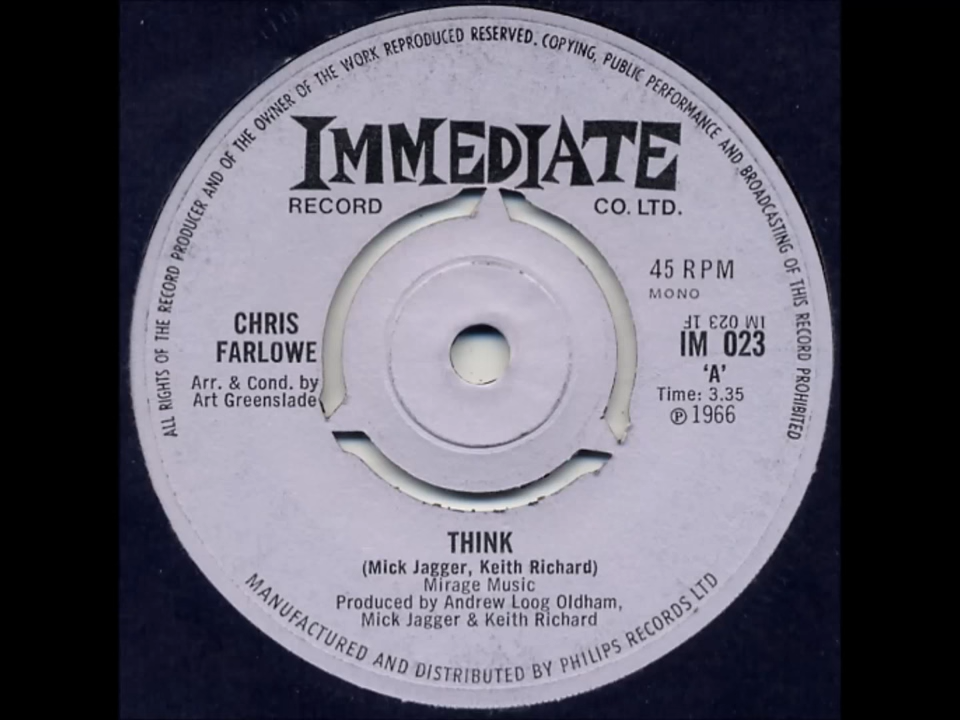 ALL RIGHTS OF THE RECORD PRODUCER AND OF THE OWNER OF THE WORK REPRODUCED RESERVED. COPYING, PUBLIC PERFORMANCE AND BROADCASTING OF THIS RECORD PROHIBITED
IMMEDIATE
RECORD CO. LTD.
45 RPM
MONO
IM 023 1F
IM 023
'A'
Time: 3.35
℗ 1966
CHRIS
FARLOWE
Arr. & Cond. by
Art Greenslade
THINK
(Mick Jagger, Keith Richard)
Mirage Music
Produced by Andrew Loog Oldham,
Mick Jagger & Keith Richard
MANUFACTURED AND DISTRIBUTED BY PHILIPS RECORDS LTD